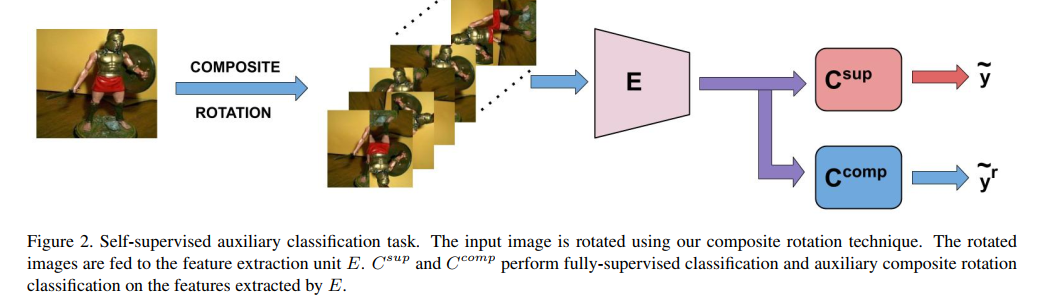 COMPOSITE
ROTATION
E
C^sup
ỹ
C^comp
ỹ^r
Figure 2. Self-supervised auxiliary classification task. The input image is rotated using our composite rotation technique. The rotated
images are fed to the feature extraction unit E. C^sup and C^comp perform fully-supervised classification and auxiliary composite rotation
classification on the features extracted by E.